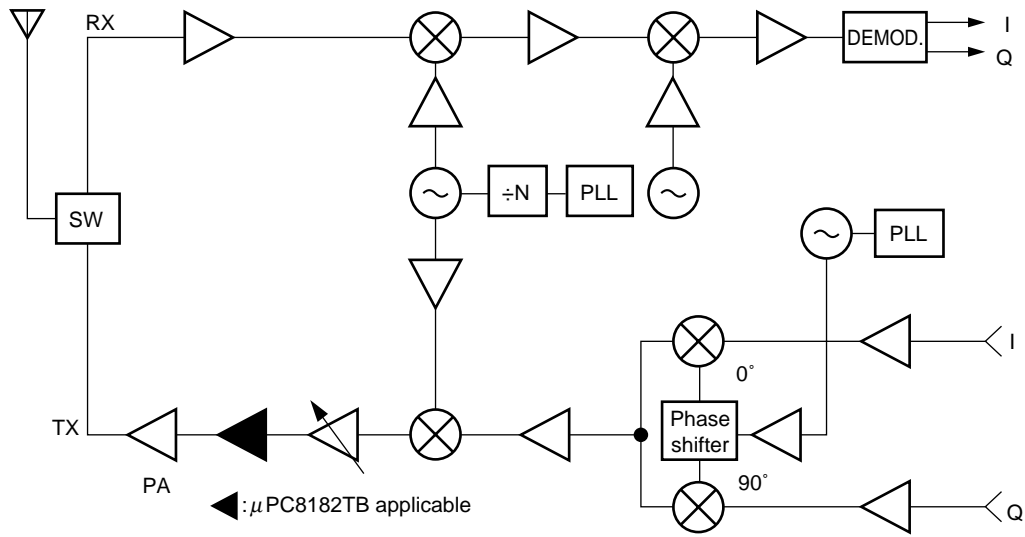 RX
I
DEMOD.
Q
÷N
PLL
SW
PLL
I
0°
TX
Phase
shifter
PA
90°
: μPC8182TB applicable
Q